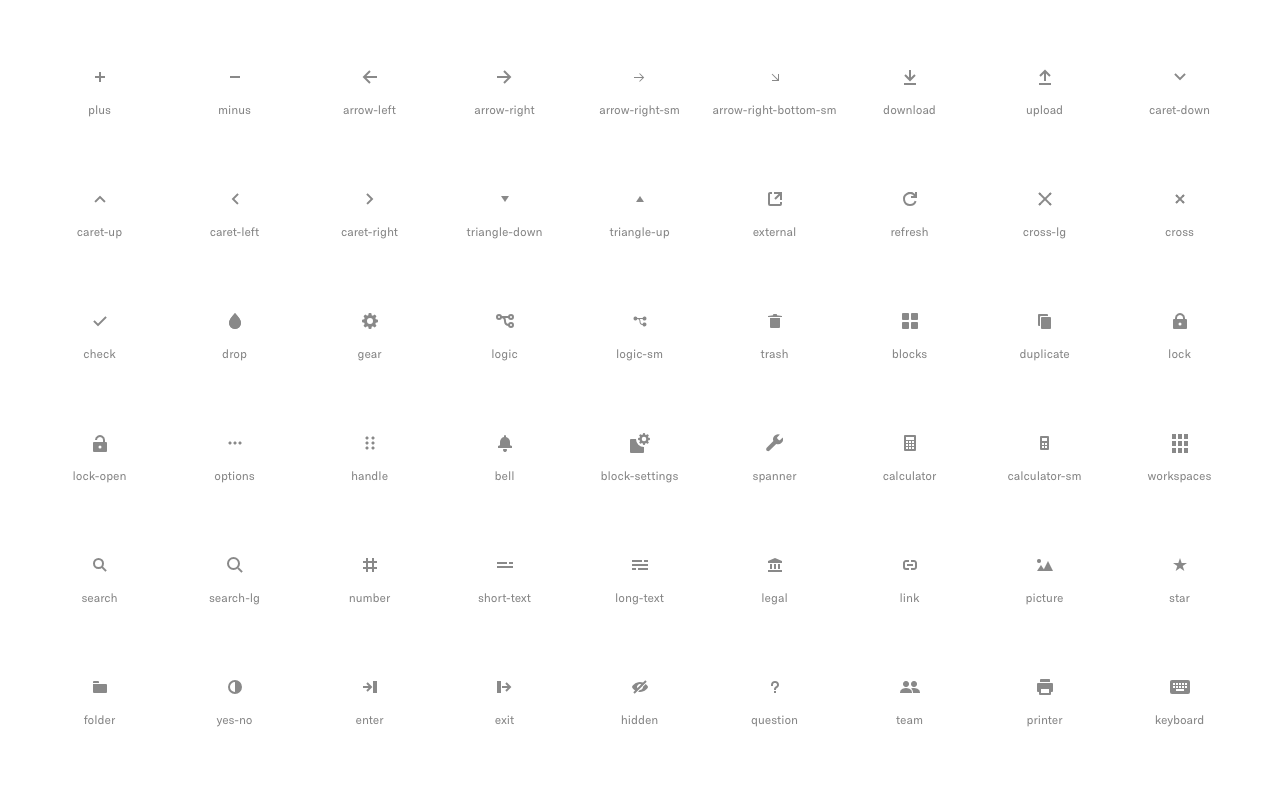 plus minus arrow-left arrow-right arrow-right-sm arrow-right-bottom-sm download upload caret-down
caret-up caret-left caret-right triangle-down triangle-up external refresh cross-lg cross
check drop gear logic logic-sm trash blocks duplicate lock
lock-open options handle bell block-settings spanner calculator calculator-sm workspaces
search search-lg number short-text long-text legal link picture star
folder yes-no enter exit hidden question team printer keyboard